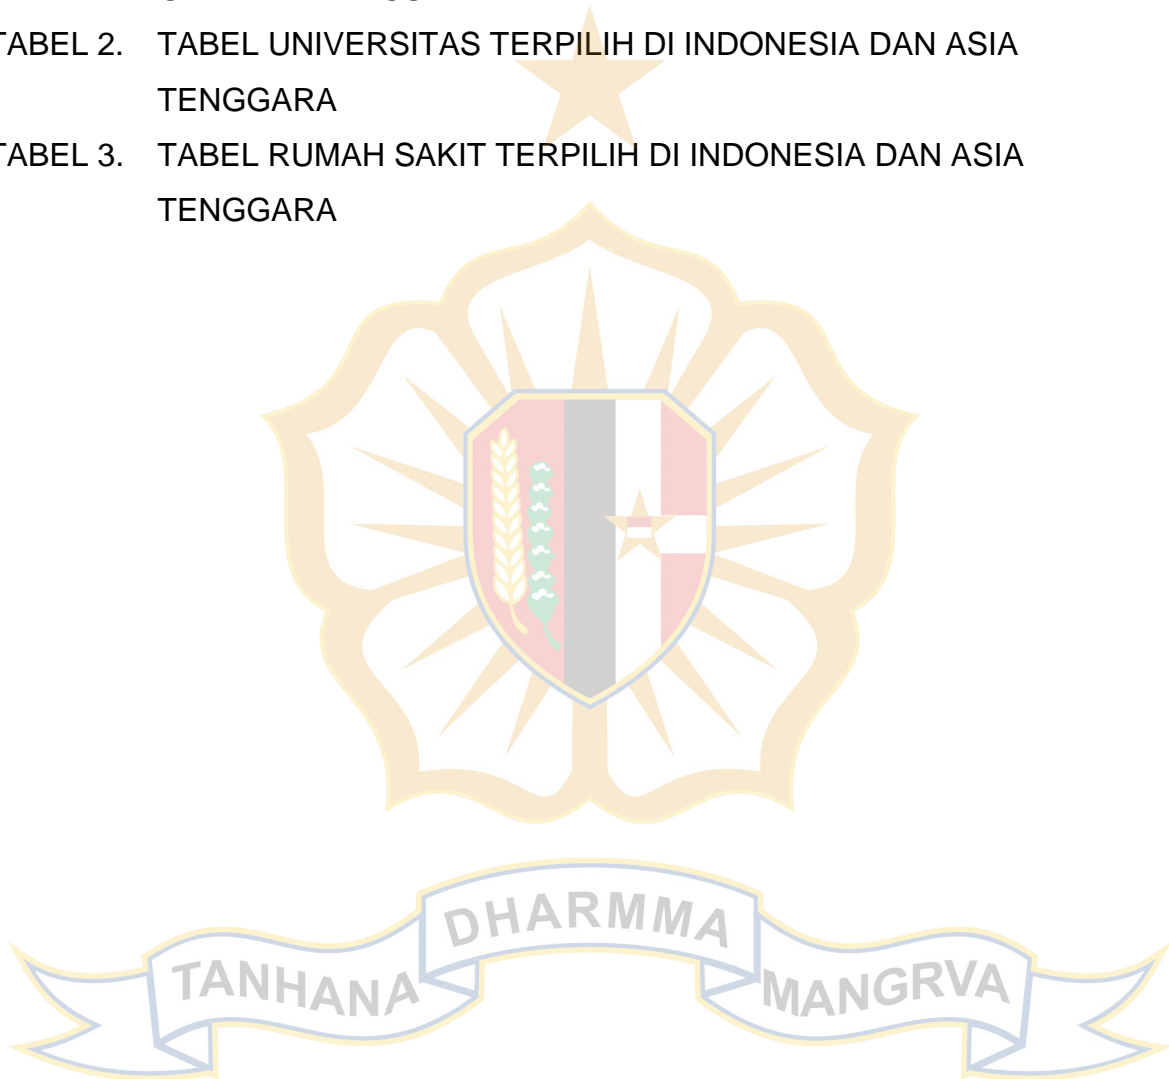 TABEL 2. TABEL UNIVERSITAS TERPILIH DI INDONESIA DAN ASIA
TENGGARA
TABEL 3. TABEL RUMAH SAKIT TERPILIH DI INDONESIA DAN ASIA
TENGGARA
DHARMMA
TANHANA
MANGRVA